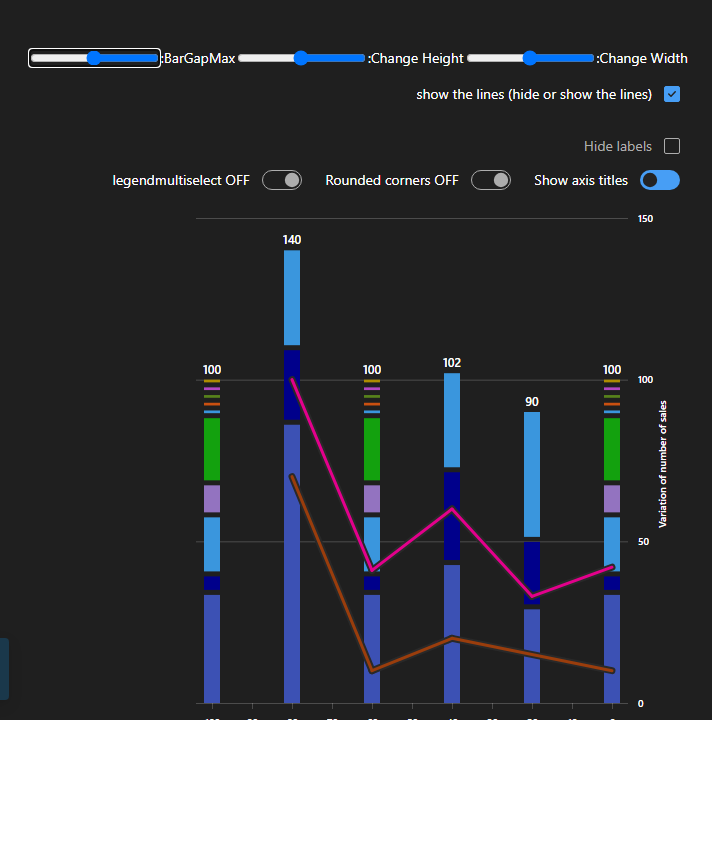 :BarGapMax :Change Height :Change Width
show the lines (hide or show the lines)
Hide labels
legendmultiselect OFF Rounded corners OFF Show axis titles
150
140
100 100 102 100
100
90
Variation of number of sales
50
0